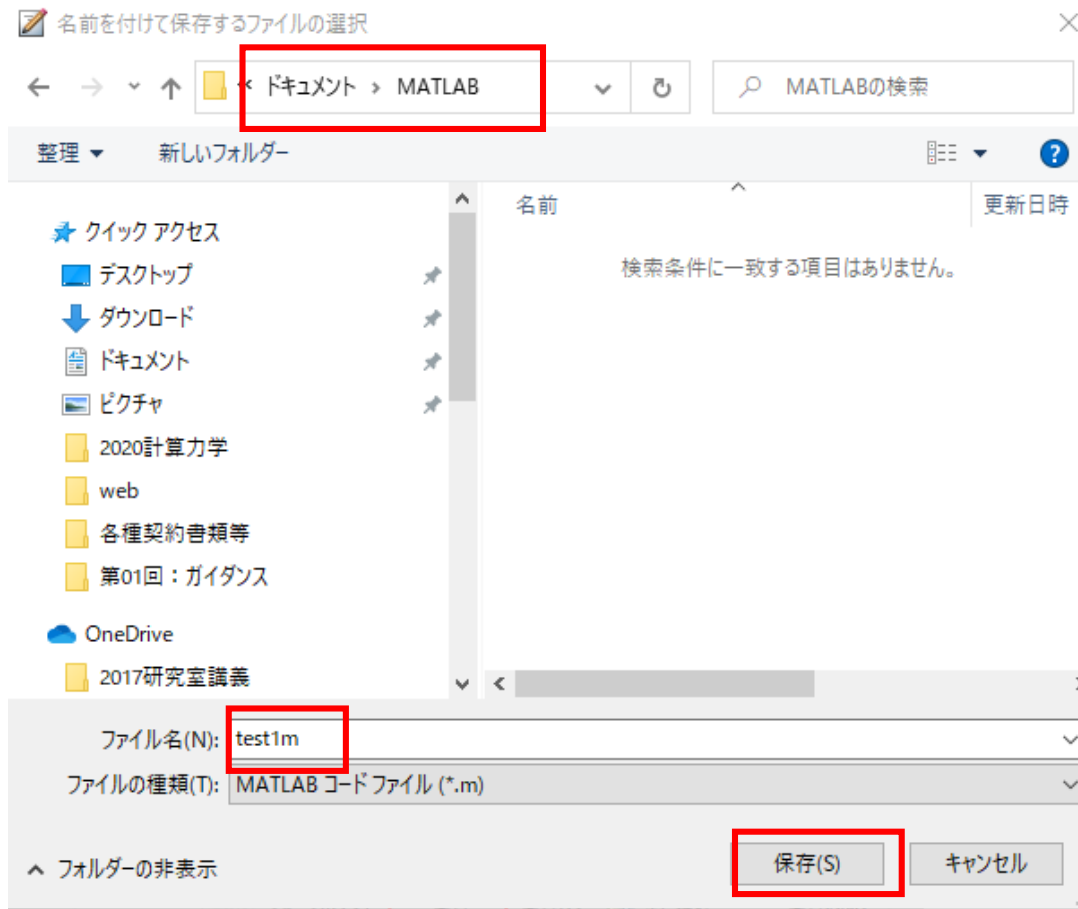 名前を付けて保存するファイルの選択
« ドキュメント > MATLAB
MATLABの検索
整理
新しいフォルダー
名前
更新日時
検索条件に一致する項目はありません。
クイック アクセス
デスクトップ
ダウンロード
ドキュメント
ピクチャ
2020計算力学
web
各種契約書類等
第01回：ガイダンス
OneDrive
2017研究室講義
ファイル名(N): test1m
ファイルの種類(T): MATLAB コード ファイル (*.m)
フォルダーの非表示
保存(S)
キャンセル